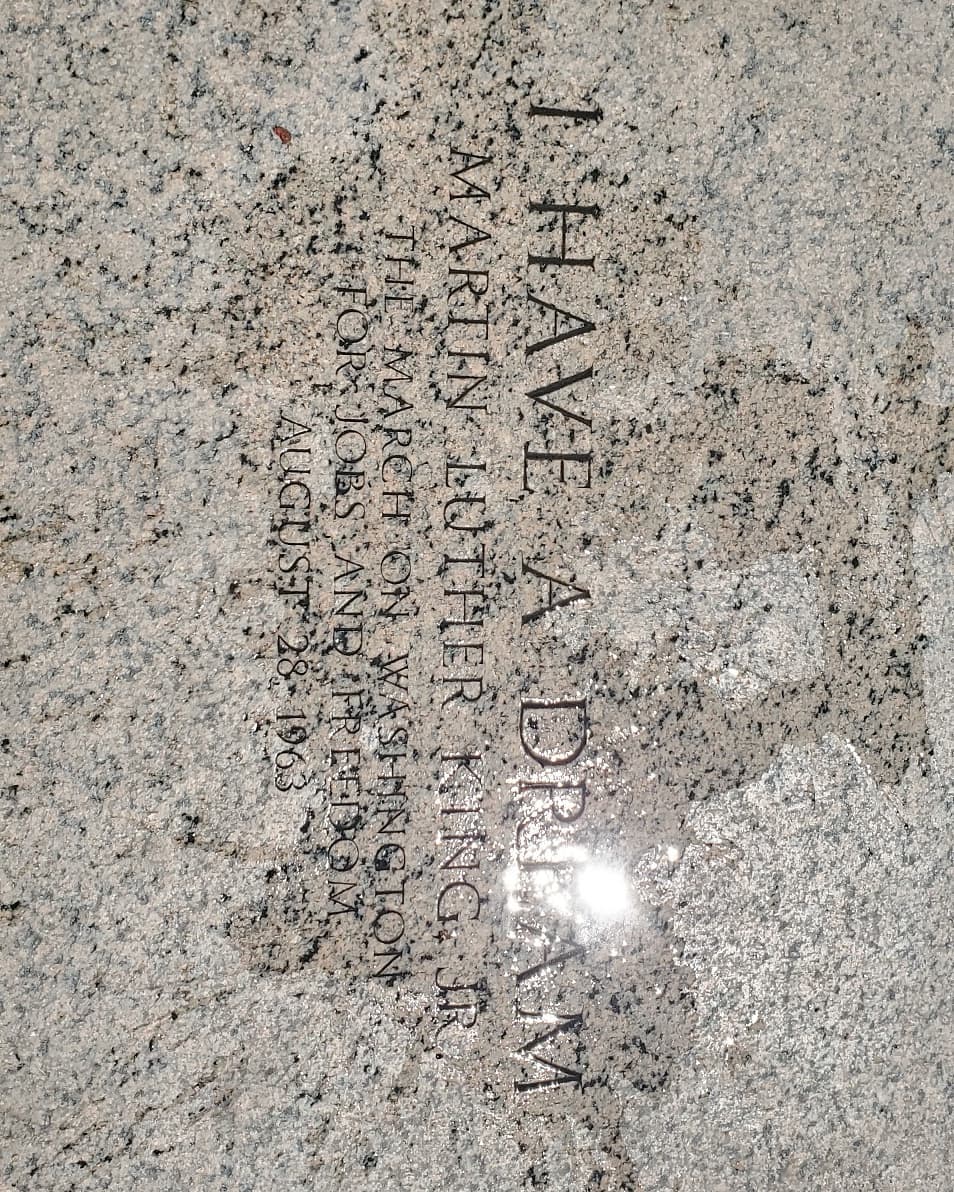 I HAVE A DREAM
MARTIN LUTHER KING, JR.
THE MARCH ON WASHINGTON
FOR JOBS AND FREEDOM
AUGUST 28, 1963